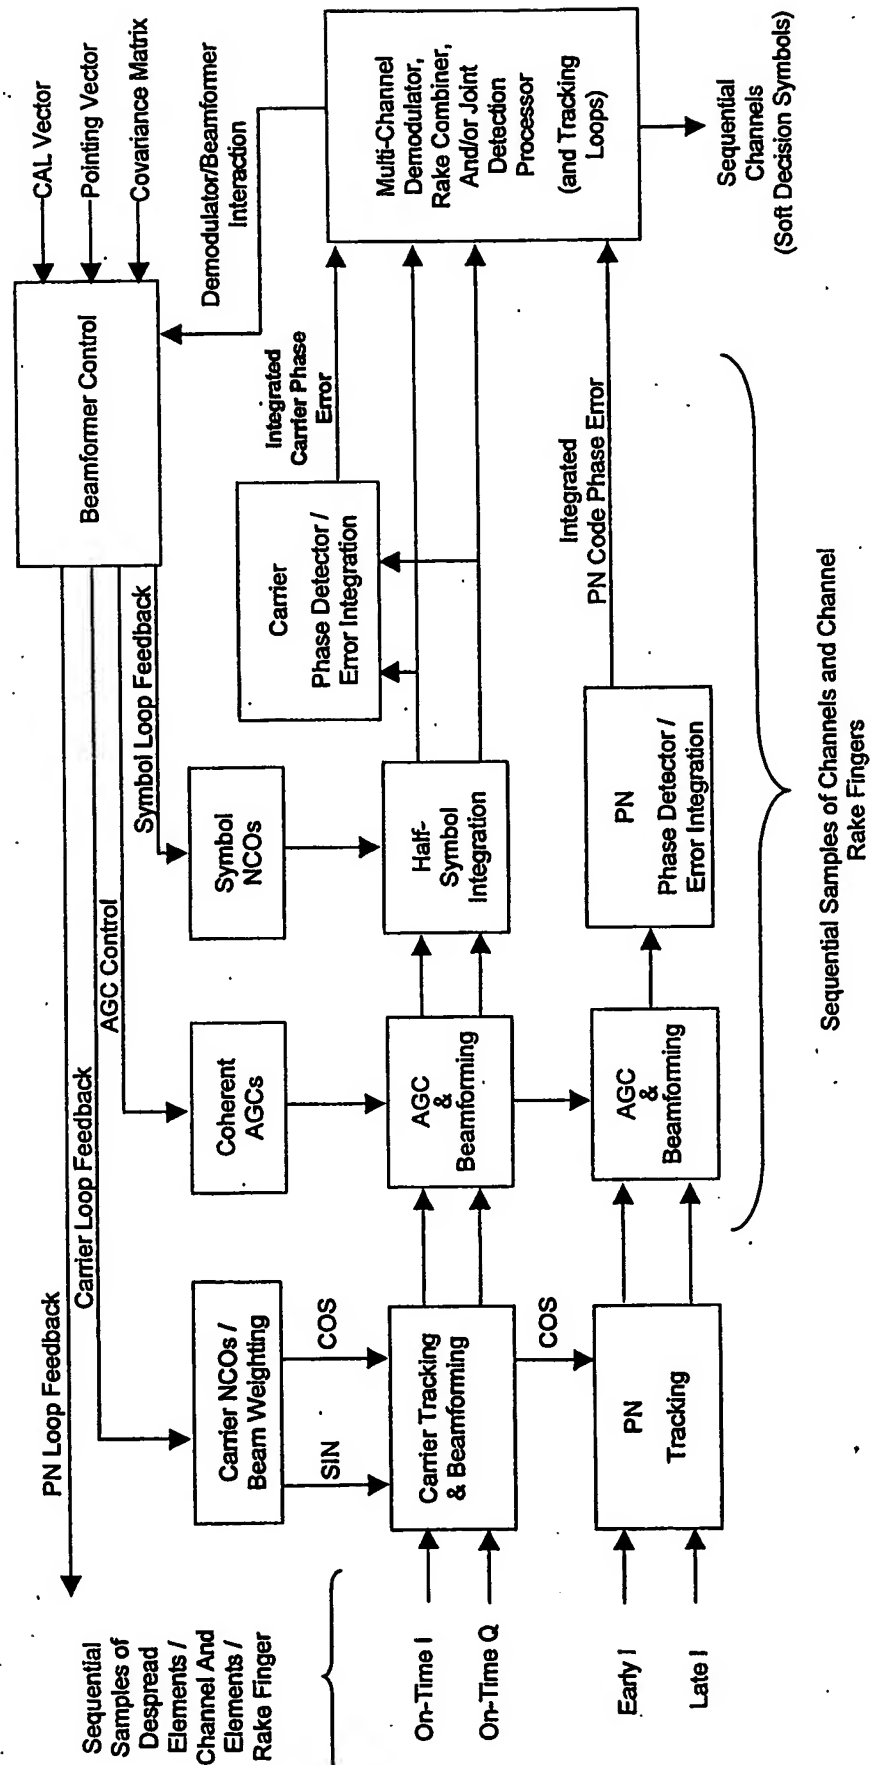 CAL Vector
Pointing Vector
Covariance Matrix
Beamformer Control
Demodulator/Beamformer
Interaction
PN Loop Feedback
Carrier Loop Feedback
AGC Control
Symbol Loop Feedback
Carrier NCOs /
Beam Weighting
Coherent
AGCs
Symbol
NCOs
Carrier
Phase Detector /
Error Integration
Integrated
Carrier Phase
Error
Multi-Channel
Demodulator,
Rake Combiner,
And/or Joint
Detection
Processor
(and Tracking
Loops)
Sequential
Samples of
Despread
Elements /
Channel And
Elements /
Rake Finger
SIN
COS
On-Time I
On-Time Q
Carrier Tracking
& Beamforming
AGC
&
Beamforming
Half-
Symbol
Integration
COS
Early I
Late I
PN
Tracking
AGC
&
Beamforming
PN
Phase Detector /
Error Integration
Integrated
PN Code Phase Error
Sequential
Channels
(Soft Decision Symbols)
Sequential Samples of Channels and Channel
Rake Fingers